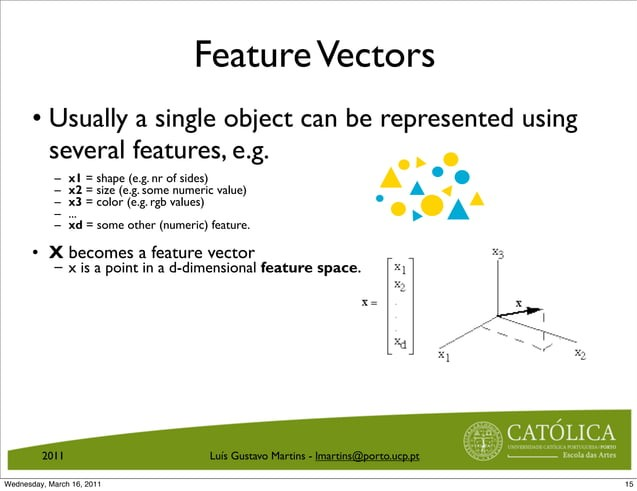 Feature Vectors
• Usually a single object can be represented using
several features, e.g.
– x1 = shape (e.g. nr of sides)
– x2 = size (e.g. some numeric value)
– x3 = color (e.g. rgb values)
– ...
– xd = some other (numeric) feature.
• X becomes a feature vector
– x is a point in a d-dimensional feature space.
x =
x1
x2
.
.
.
xd
x3
x
x1
x2
CATÓLICA
UNIVERSIDADE CATÓLICA PORTUGUESA | PORTO
Escola das Artes
2011
Luís Gustavo Martins - lmartins@porto.ucp.pt
Wednesday, March 16, 2011
15